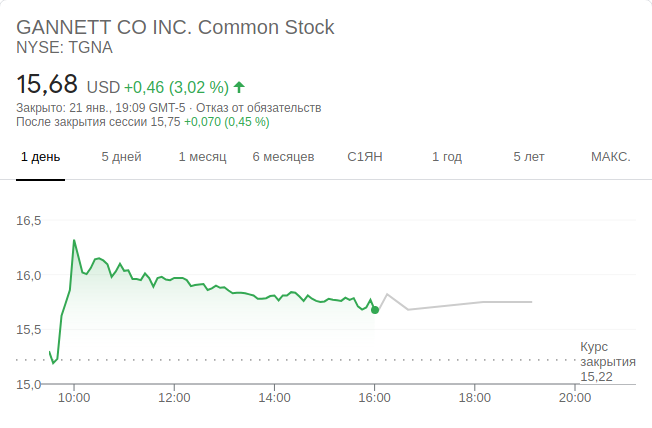 GANNETT CO INC. Common Stock
NYSE: TGNA
15,68 USD +0,46 (3,02 %)
Закрыто: 21 янв., 19:09 GMT-5 · Отказ от обязательств
После закрытия сессии 15,75 +0,070 (0,45 %)
1 день 5 дней 1 месяц 6 месяцев С1ЯН 1 год 5 лет МАКС.
16,5
16,0
15,5
Курс
закрытия
15,22
15,0
10:00 12:00 14:00 16:00 18:00 20:00